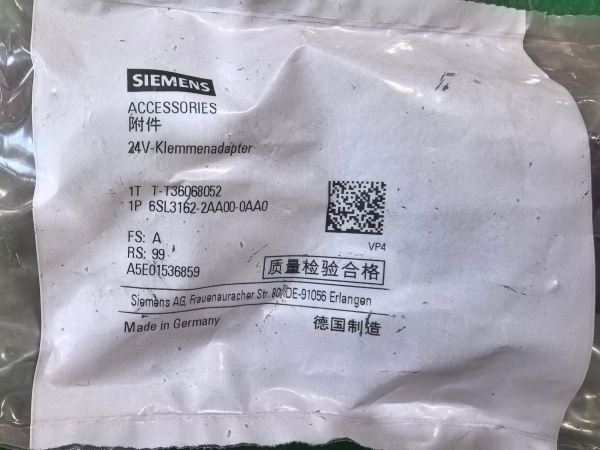 SIEMENS
ACCESSORIES
附件
24V-Klemmenadapter
1T T-T36068052
1P 6SL3162-2AA00-0AA0
VP4
FS: A
RS: 99
A5E01536859
质量检验合格
Siemens AG, Frauenauracher Str. 80, DE-91056 Erlangen
Made in Germany 德国制造